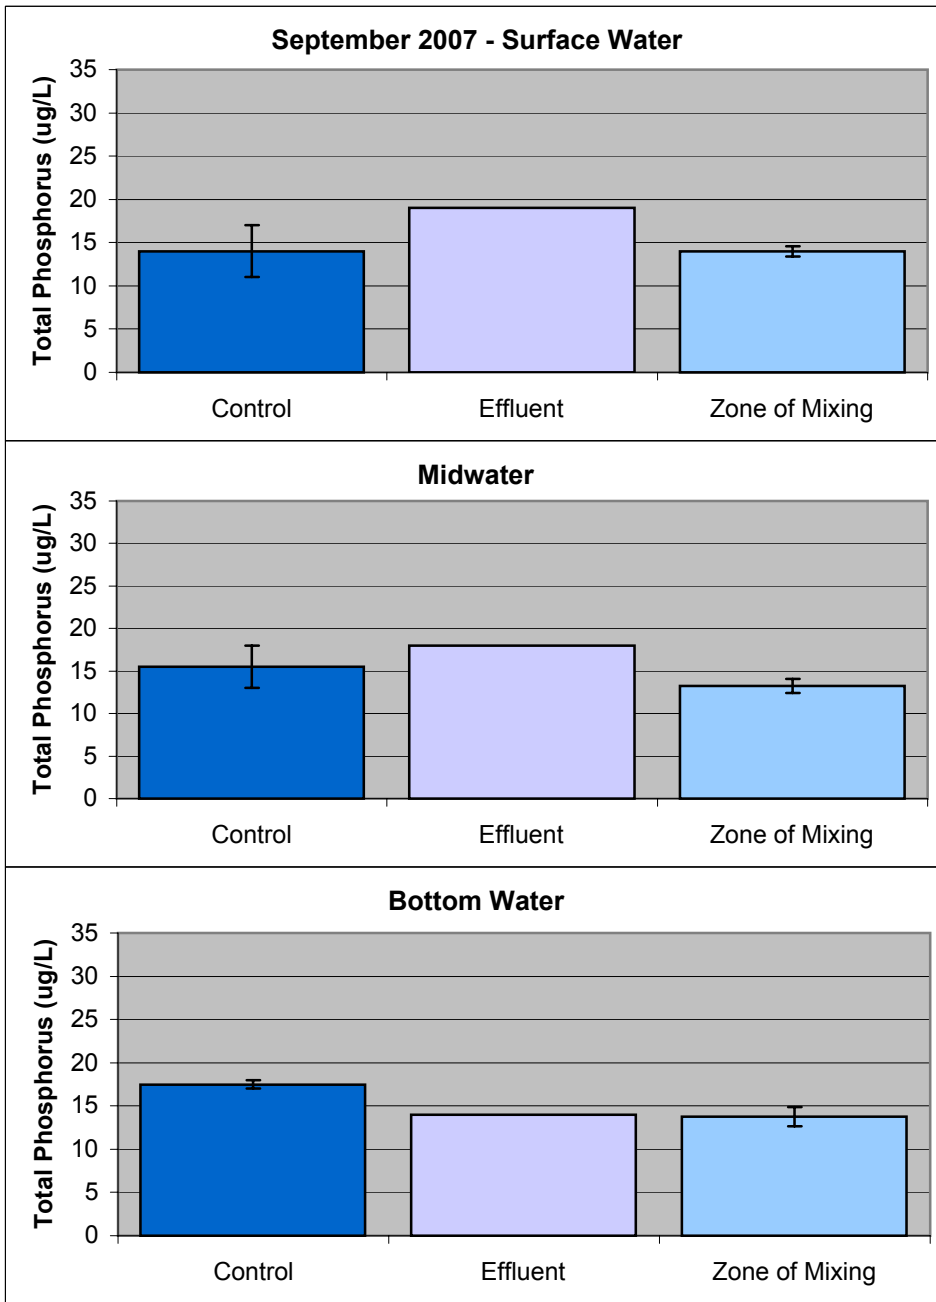 September 2007 - Surface Water
Total Phosphorus (ug/L)
35
30
25
20
15
10
5
0
Control Effluent Zone of Mixing
Midwater
Total Phosphorus (ug/L)
35
30
25
20
15
10
5
0
Control Effluent Zone of Mixing
Bottom Water
Total Phosphorus (ug/L)
35
30
25
20
15
10
5
0
Control Effluent Zone of Mixing